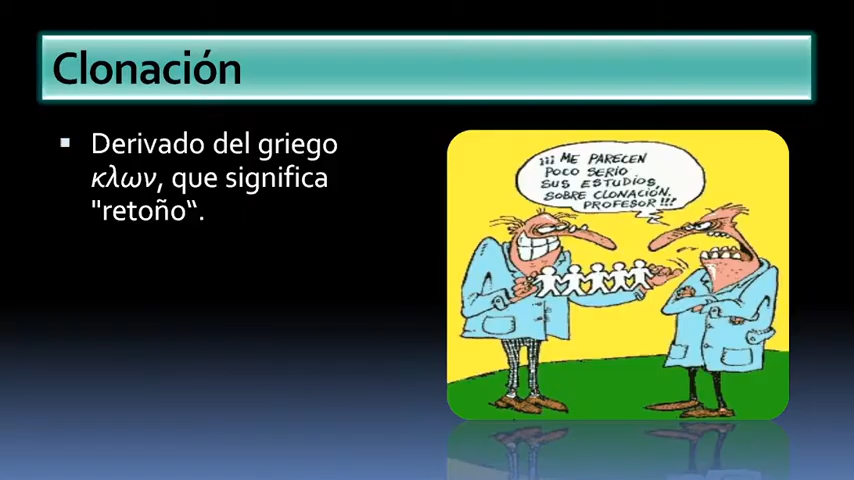 Clonación
▪ Derivado del griego
κλων, que significa
"retoño“.
¡¡¡ ME PARECEN
POCO SERIO
SUS ESTUDIOS,
SOBRE CLONACIÓN.
PROFESOR!!!